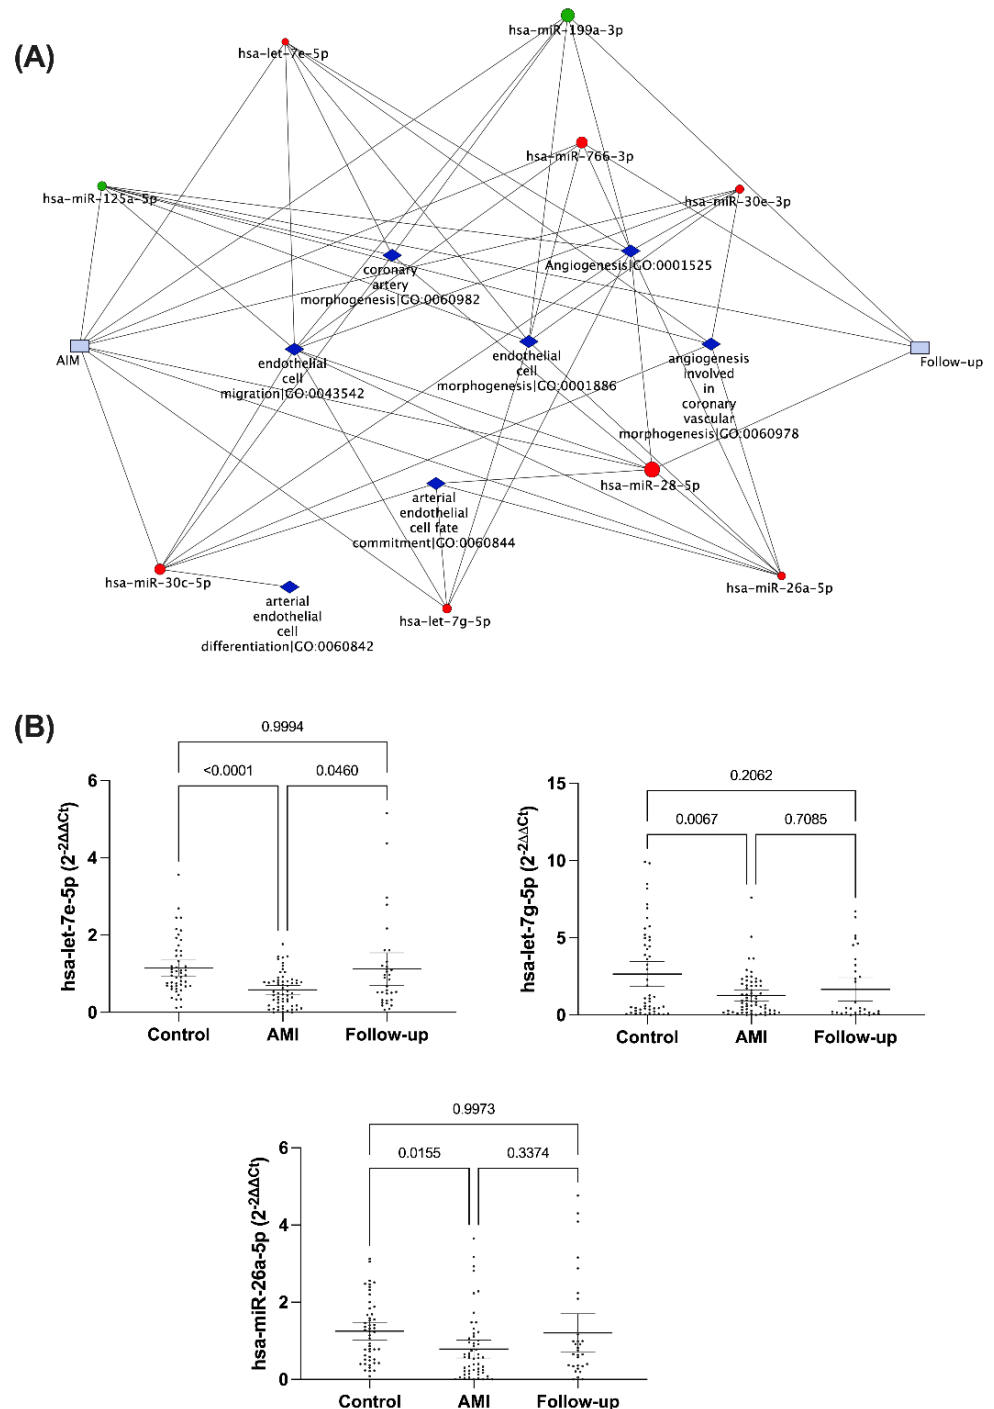 (A)
hsa-miR-199a-3p
hsa-let-7e-5p
hsa-miR-766-3p
hsa-miR-125a-5p
hsa-miR-30e-3p
coronary
artery
morphogenesis|GO:0060982
Angiogenesis|GO:0001525
AIM
endothelial
cell
migration|GO:0043542
endothelial
cell
morphogenesis|GO:0001886
angiogenesis
involved
in
coronary
vascular
morphogenesis|GO:0060978
Follow-up
hsa-miR-28-5p
arterial
endothelial
cell fate
commitment|GO:0060844
hsa-miR-30c-5p
hsa-miR-26a-5p
arterial
endothelial
cell
differentiation|GO:0060842
hsa-let-7g-5p
(B)
0.9994
<0.0001 0.0460
hsa-let-7e-5p (2^-2ΔΔCt)
6
4
2
0
Control AMI Follow-up
0.2062
0.0067 0.7085
hsa-let-7g-5p (2^-2ΔΔCt)
15
10
5
0
Control AMI Follow-up
0.9973
0.0155 0.3374
hsa-miR-26a-5p (2^-2ΔΔCt)
6
4
2
0
Control AMI Follow-up